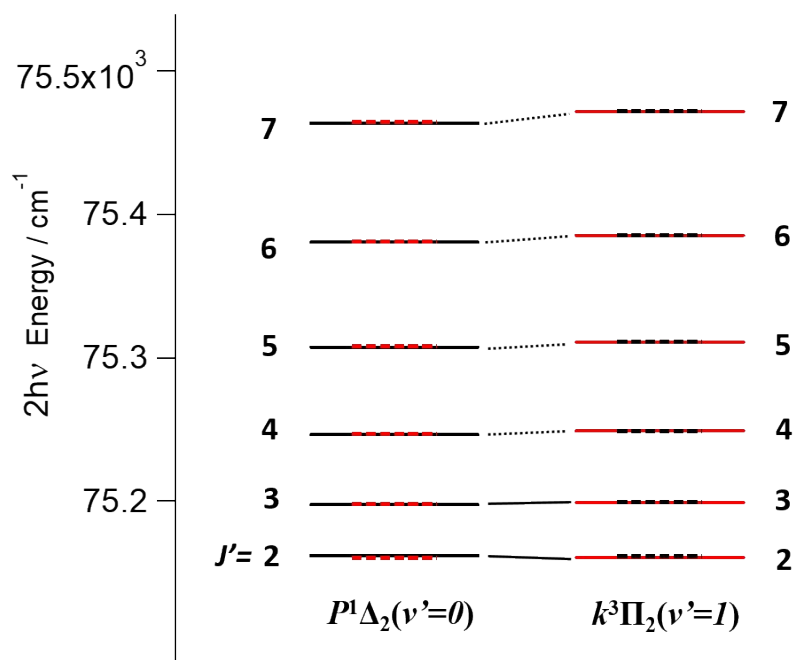 75.5x10³
7
7
2hν Energy / cm⁻¹
75.4
6
6
75.3
5
5
4
4
75.2
3
3
J'= 2
2
P¹Δ₂(v'=0)
k³Π₂(v'=1)